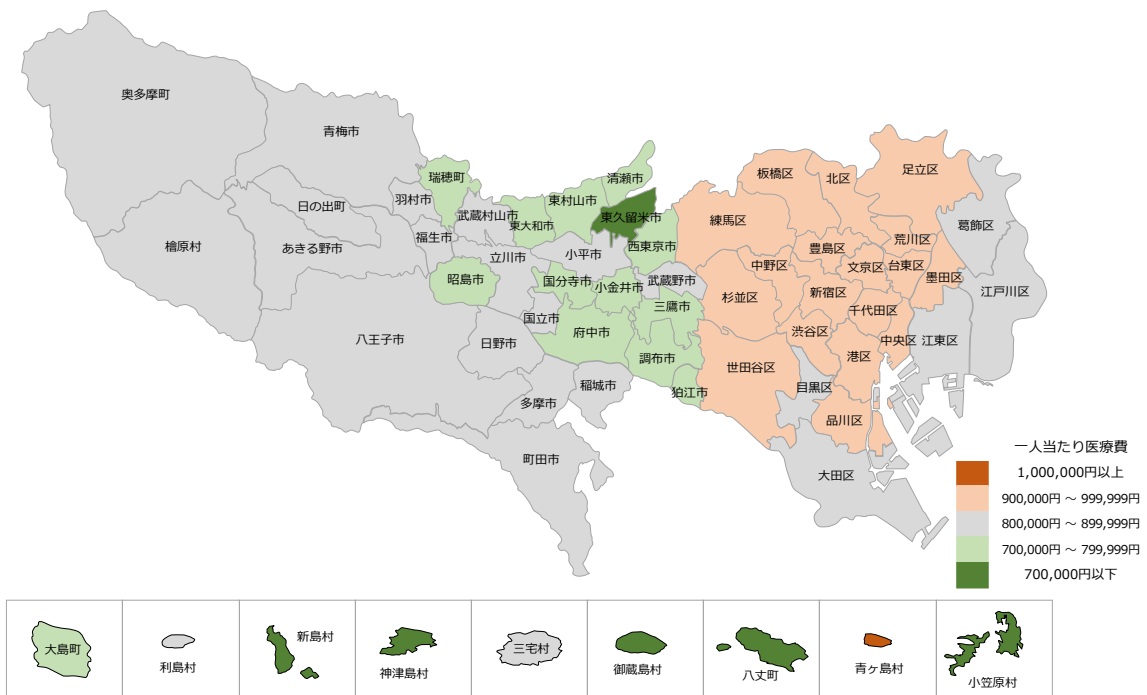 奥多摩町
青梅市
瑞穂町
羽村市
日の出町
檜原村
あきる野市
福生市
武蔵村山市
東大和市
東村山市
清瀬市
東久留米市
西東京市
立川市
小平市
昭島市
国分寺市
小金井市
武蔵野市
三鷹市
国立市
府中市
八王子市
日野市
調布市
狛江市
稲城市
多摩市
町田市
板橋区
北区
足立区
練馬区
葛飾区
荒川区
豊島区
中野区
文京区
台東区
墨田区
杉並区
新宿区
江戸川区
千代田区
渋谷区
中央区
江東区
港区
世田谷区
目黒区
品川区
大田区
一人当たり医療費
1,000,000円以上
900,000円 ～ 999,999円
800,000円 ～ 899,999円
700,000円 ～ 799,999円
700,000円以下
大島町
利島村
新島村
神津島村
三宅村
御蔵島村
八丈町
青ヶ島村
小笠原村